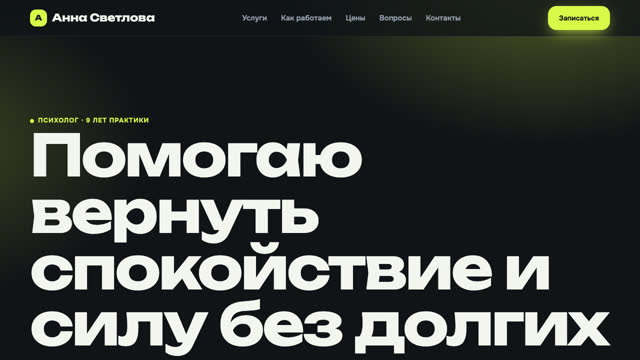 А Анна Светлова
Услуги Как работаем Цены Вопросы Контакты
Записаться
ПСИХОЛОГ · 9 ЛЕТ ПРАКТИКИ
Помогаю
вернуть
спокойствие и
силу без долгих